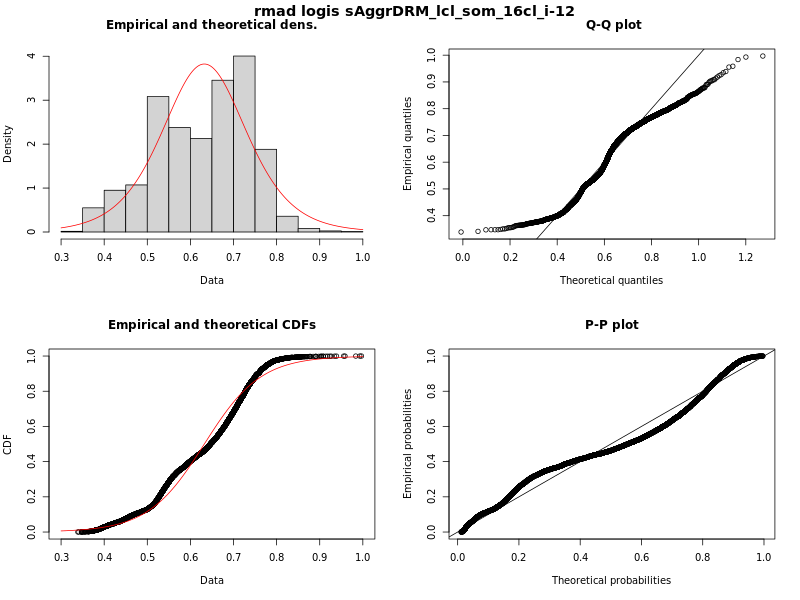 rmad logis sAggrDRM_lcl_som_16cl_i-12
Empirical and theoretical dens.
Density
0 1 2 3 4
0.3 0.4 0.5 0.6 0.7 0.8 0.9 1.0
Data
Q-Q plot
Empirical quantiles
0.4 0.5 0.6 0.7 0.8 0.9 1.0
0.0 0.2 0.4 0.6 0.8 1.0 1.2
Theoretical quantiles
Empirical and theoretical CDFs
CDF
0.0 0.2 0.4 0.6 0.8 1.0
0.3 0.4 0.5 0.6 0.7 0.8 0.9 1.0
Data
P-P plot
Empirical probabilities
0.0 0.2 0.4 0.6 0.8 1.0
0.0 0.2 0.4 0.6 0.8 1.0
Theoretical probabilities